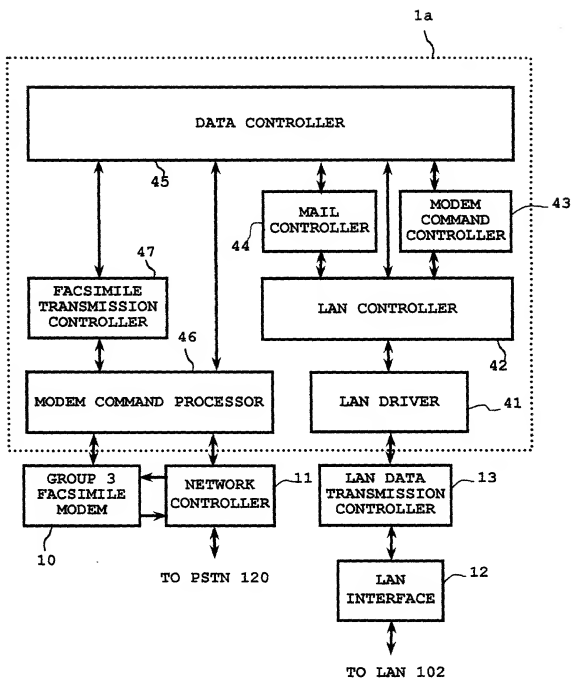 1a
DATA CONTROLLER
45
MAIL
CONTROLLER
44
MODEM
COMMAND
CONTROLLER
43
47
FACSIMILE
TRANSMISSION
CONTROLLER
LAN CONTROLLER
42
46
MODEM COMMAND PROCESSOR
LAN DRIVER
41
GROUP 3
FACSIMILE
MODEM
10
NETWORK
CONTROLLER
11
LAN DATA
TRANSMISSION
CONTROLLER
13
TO PSTN 120
LAN
INTERFACE
12
TO LAN 102